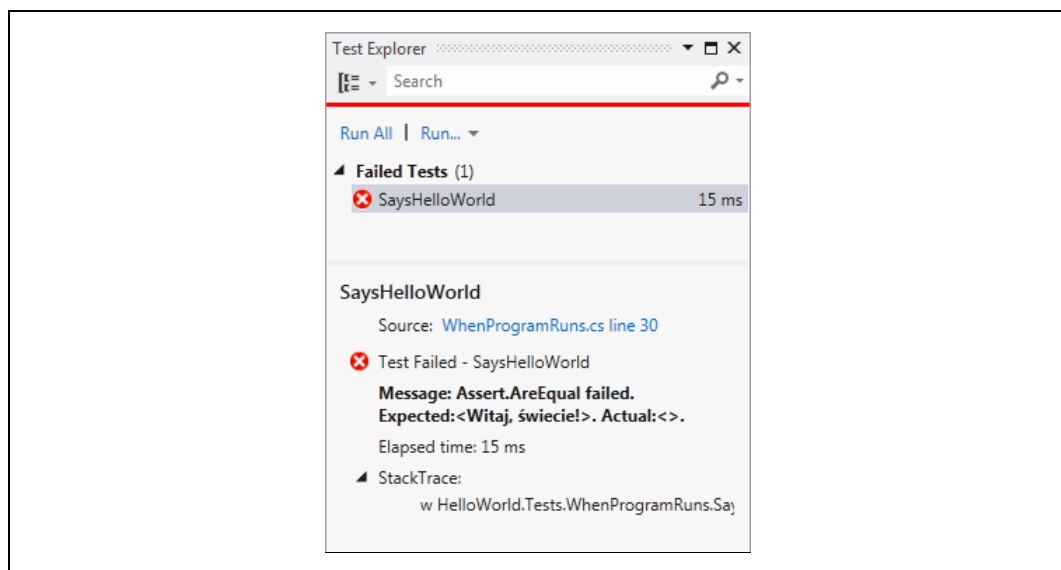 Test Explorer
Search
Run All | Run...
Failed Tests (1)
SaysHelloWorld 15 ms
SaysHelloWorld
Source: WhenProgramRuns.cs line 30
Test Failed - SaysHelloWorld
Message: Assert.AreEqual failed.
Expected:<Witaj, świecie!>. Actual:<>.
Elapsed time: 15 ms
StackTrace:
w HelloWorld.Tests.WhenProgramRuns.Say